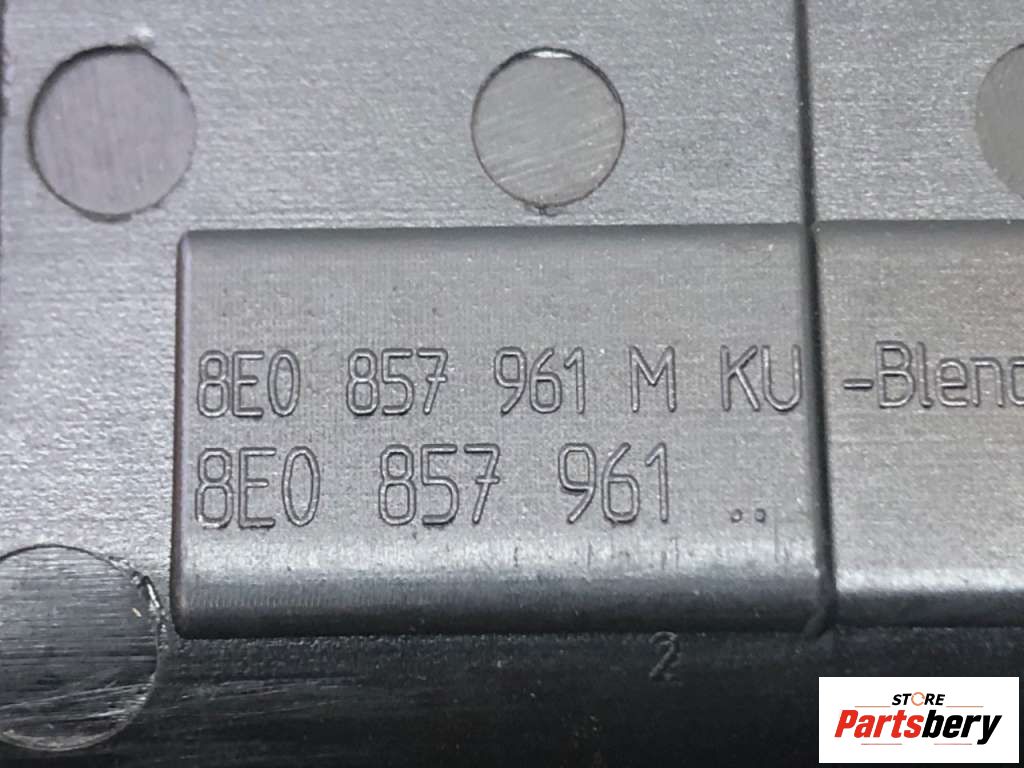 8E0 857 961 M KU -Blend
8E0 857 961 ..
2
STORE
Partsbery